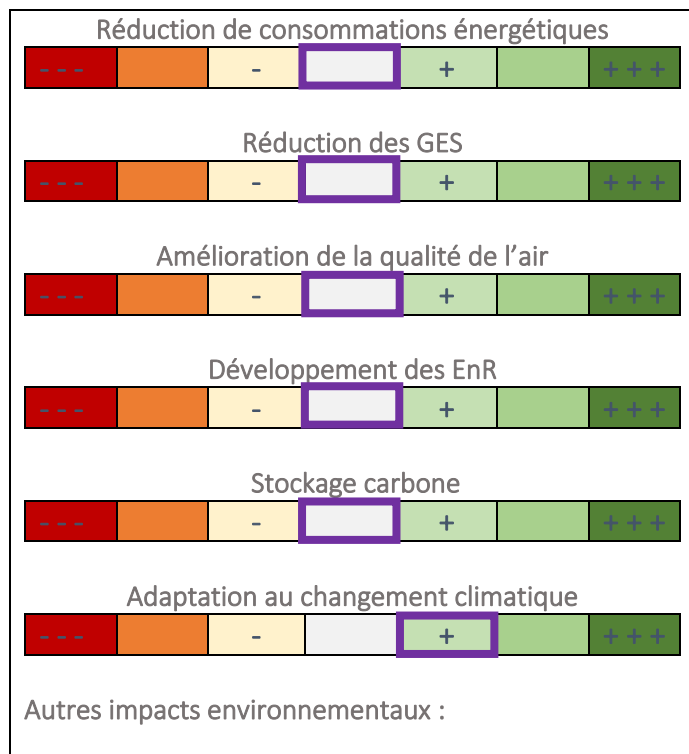 Réduction de consommations énergétiques
- - - - + + + +
Réduction des GES
- - - - + + + +
Amélioration de la qualité de l’air
- - - - + + + +
Développement des EnR
- - - - + + + +
Stockage carbone
- - - - + + + +
Adaptation au changement climatique
- - - - + + + +
Autres impacts environnementaux :